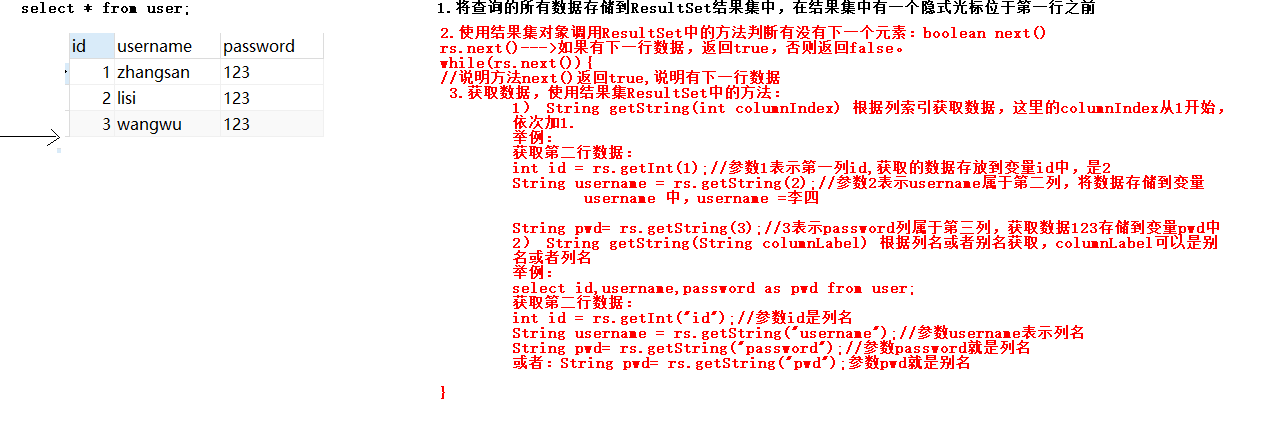 select * from user;
id username password
1 zhangsan 123
2 lisi 123
3 wangwu 123
1.将查询的所有数据存储到ResultSet结果集中，在结果集中有一个隐式光标位于第一行之前
2.使用结果集对象调用ResultSet中的方法判断有没有下一个元素：boolean next()
rs.next()--->如果有下一行数据，返回true，否则返回false。
while(rs.next()){
//说明方法next()返回true,说明有下一行数据
3.获取数据，使用结果集ResultSet中的方法：
1） String getString(int columnIndex) 根据列索引获取数据，这里的columnIndex从1开始，
依次加1.
举例：
获取第二行数据：
int id = rs.getInt(1);//参数1表示第一列id,获取的数据存放到变量id中，是2
String username = rs.getString(2);//参数2表示username属于第二列，将数据存储到变量
username 中，username =李四
String pwd= rs.getString(3);//3表示password列属于第三列，获取数据123存储到变量pwd中
2） String getString(String columnLabel) 根据列名或者别名获取，columnLabel可以是别
名或者列名
举例：
select id,username,password as pwd from user;
获取第二行数据：
int id = rs.getInt("id");//参数id是列名
String username = rs.getString("username");//参数username表示列名
String pwd= rs.getString("password");//参数password就是列名
或者：String pwd= rs.getString("pwd");参数pwd就是别名
}